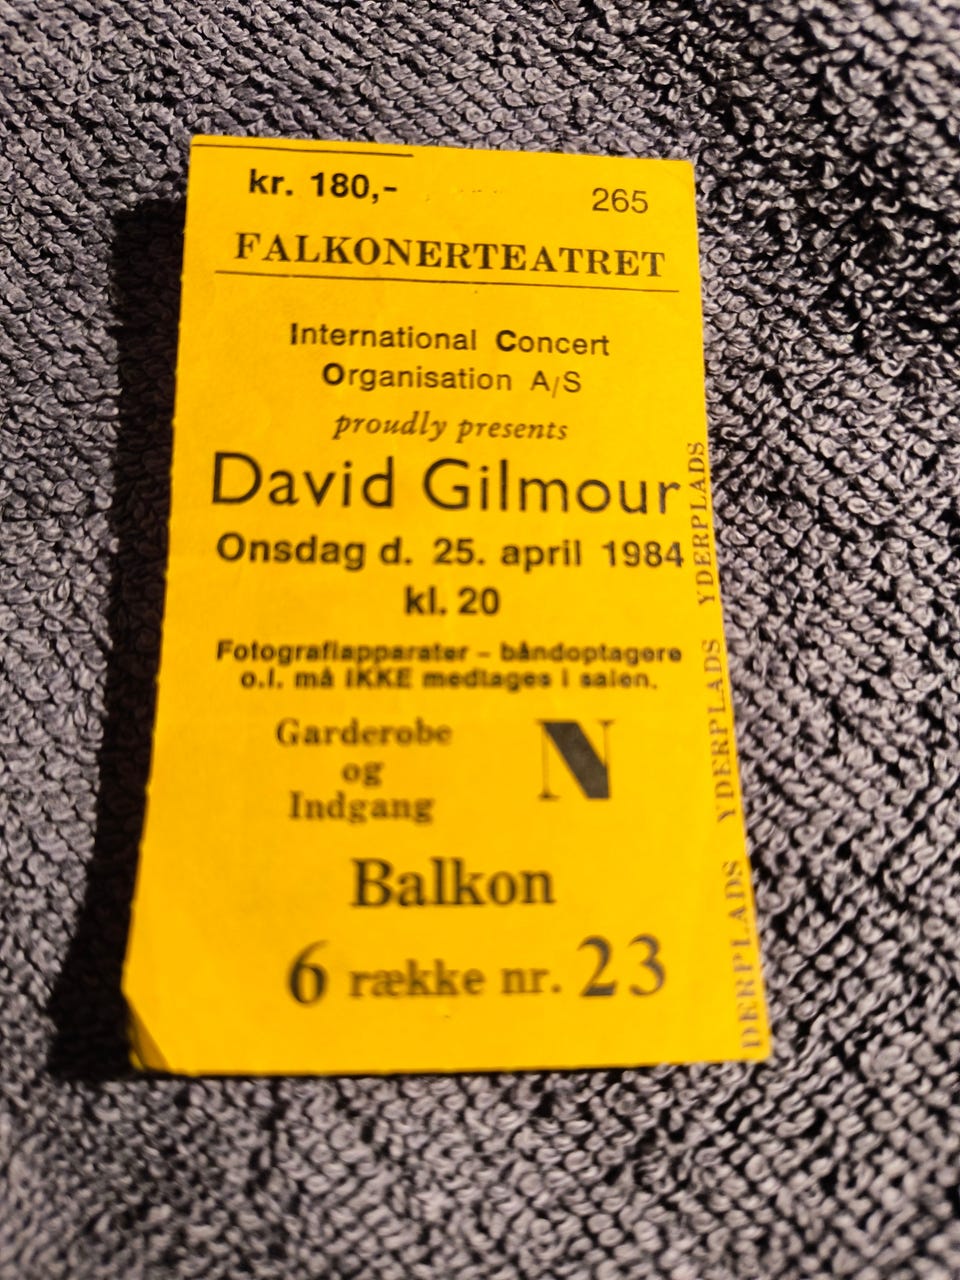 kr. 180,-
265
FALKONERTEATRET
International Concert
Organisation A/S
proudly presents
David Gilmour
Onsdag d. 25. april 1984
kl. 20
Fotografiapparater – båndoptagere
o.l. må IKKE medtages i salen.
Garderobe
og
Indgang
N
Balkon
6 række nr. 23
DERPLADS YDERPLADS YDERPLADS